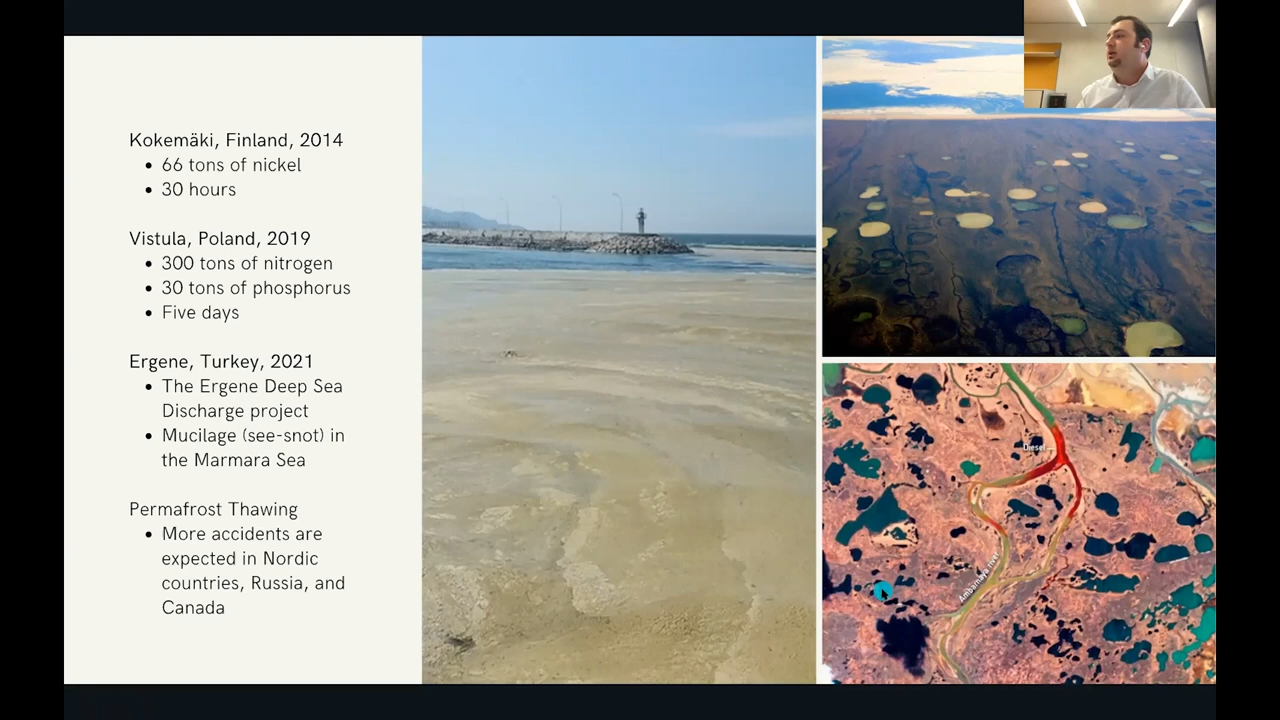 Kokemäki, Finland, 2014
• 66 tons of nickel
• 30 hours
Vistula, Poland, 2019
• 300 tons of nitrogen
• 30 tons of phosphorus
• Five days
Ergene, Turkey, 2021
• The Ergene Deep Sea
Discharge project
• Mucilage (see-snot) in
the Marmara Sea
Permafrost Thawing
• More accidents are
expected in Nordic
countries, Russia, and
Canada
Diesel